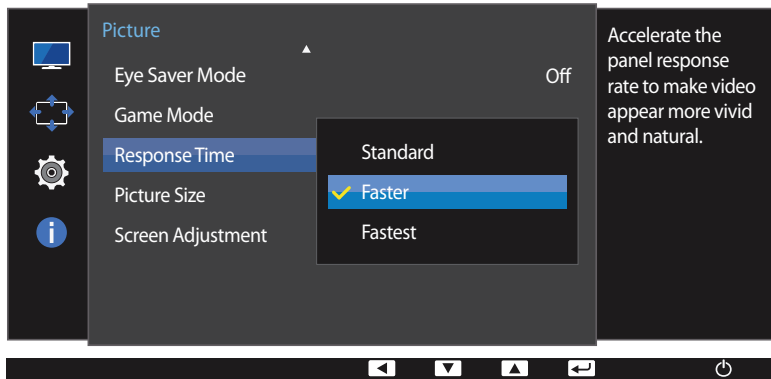 Picture
Eye Saver Mode Off
Game Mode
Response Time
Picture Size
Screen Adjustment
Standard
Faster
Fastest
Accelerate the
panel response
rate to make video
appear more vivid
and natural.